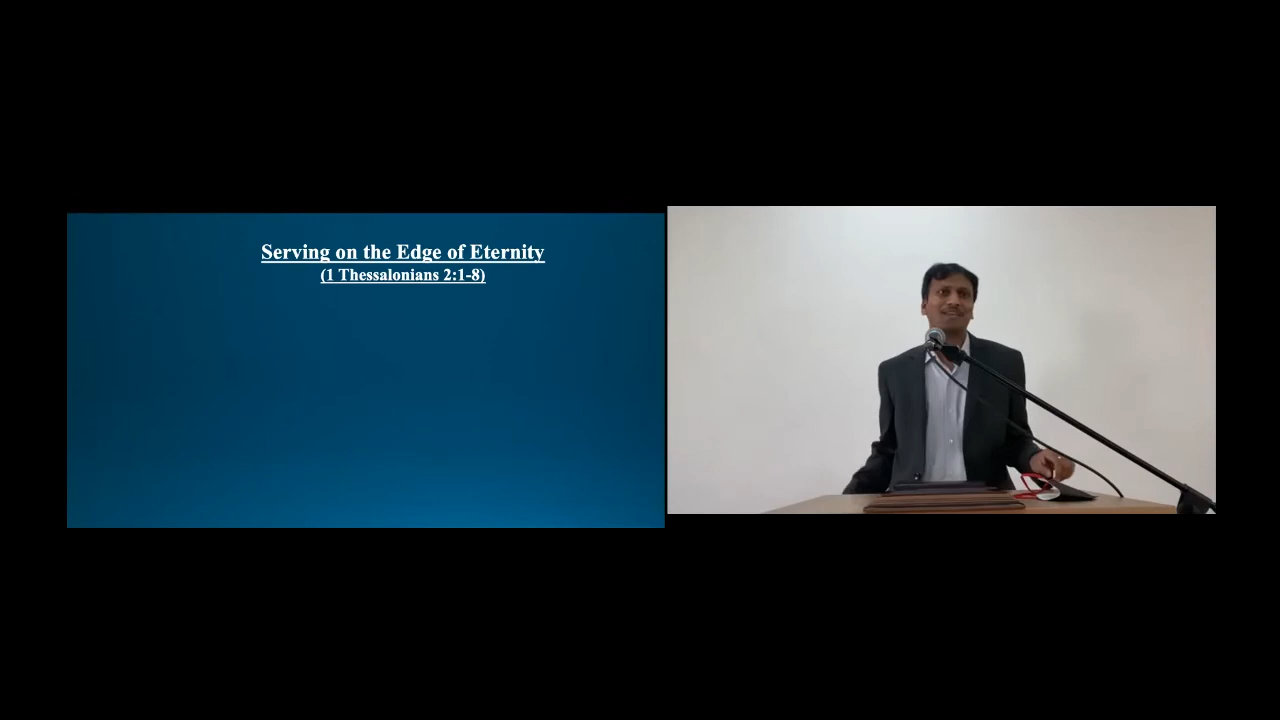 Serving on the Edge of Eternity
(1 Thessalonians 2:1-8)